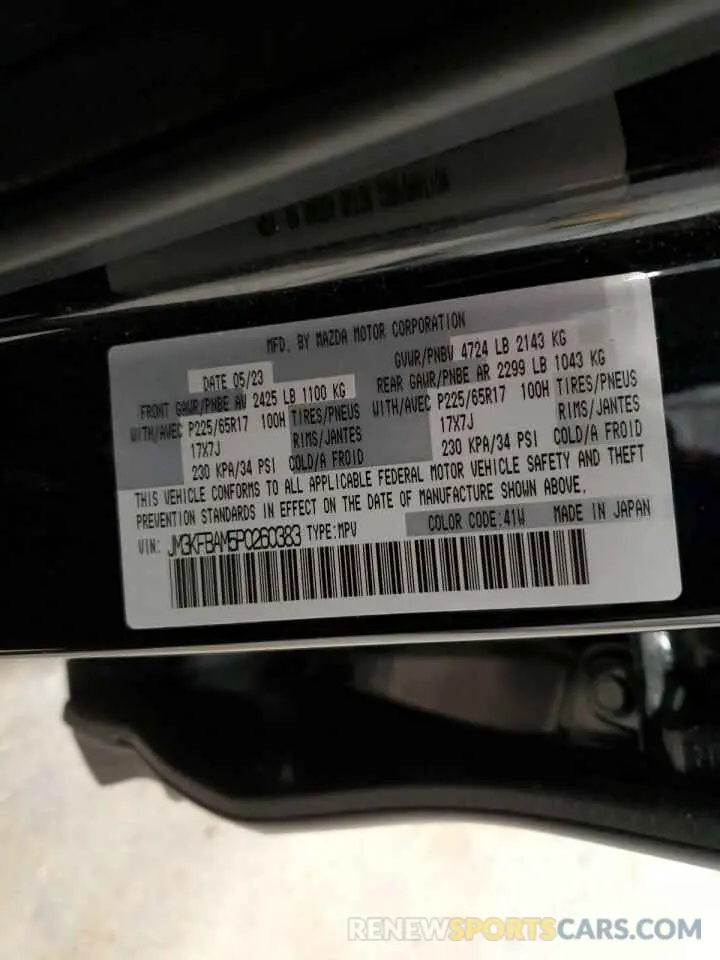 MFD. BY MAZDA MOTOR CORPORATION
DATE 05/23 GVWR/PNBV 4724 LB 2143 KG
FRONT GAWR/PNBE AV 2425 LB 1100 KG REAR GAWR/PNBE AR 2299 LB 1043 KG
WITH/AVEC P225/65R17 100H TIRES/PNEUS WITH/AVEC P225/65R17 100H TIRES/PNEUS
17X7J RIMS/JANTES 17X7J RIMS/JANTES
230 KPA/34 PSI COLD/A FROID 230 KPA/34 PSI COLD/A FROID
THIS VEHICLE CONFORMS TO ALL APPLICABLE FEDERAL MOTOR VEHICLE SAFETY AND THEFT
PREVENTION STANDARDS IN EFFECT ON THE DATE OF MANUFACTURE SHOWN ABOVE.
COLOR CODE:41W MADE IN JAPAN
VIN: JM3KFBAM5P0260383 TYPE:MPV
RENEWSPORTSCARS.COM